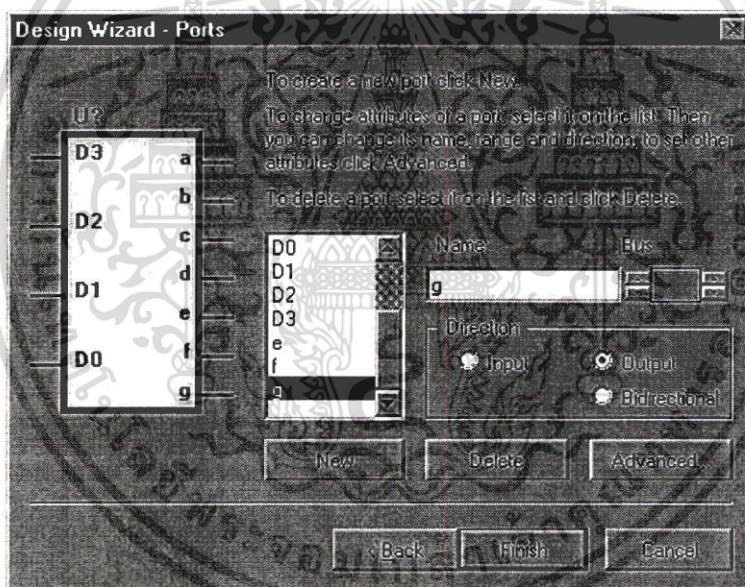 Design Wizard - Ports
To create a new port click New.
To change attributes of a port, select it on the list. Then
you can change its name, range and direction, to set other
attributes click Advanced.
To delete a port select it on the list and click Delete.
U?
D3
D2
D1
D0
a
b
c
d
e
f
g
D0
D1
D2
D3
e
f
g
Name
Bus
g
Direction
Input
Output
Bidirectional
New
Delete
Advanced...
< Back
Finish
Cancel